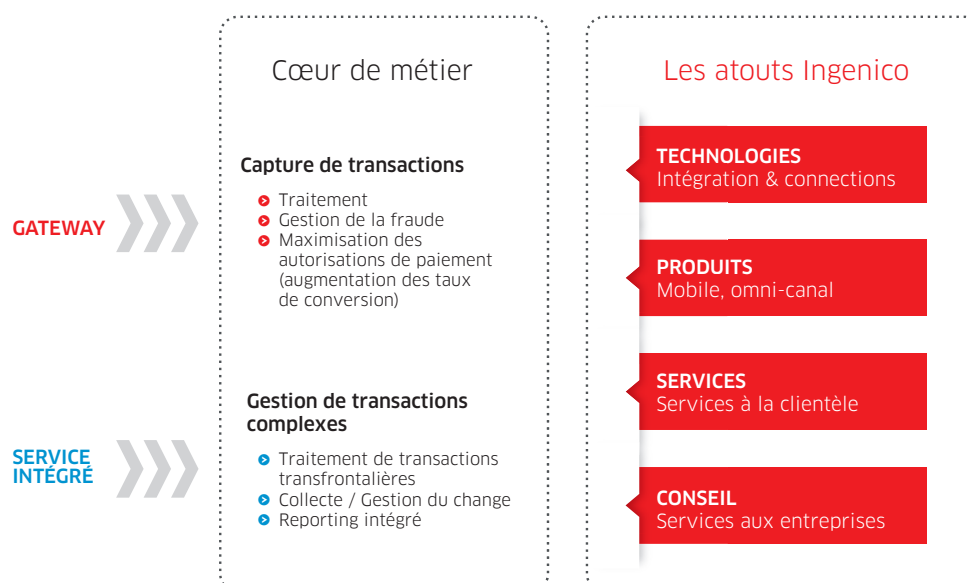 Cœur de métier
GATEWAY
Capture de transactions
Traitement
Gestion de la fraude
Maximisation des
autorisations de paiement
(augmentation des taux
de conversion)
SERVICE
INTÉGRÉ
Gestion de transactions
complexes
Traitement de transactions
transfrontalières
Collecte / Gestion du change
Reporting intégré
Les atouts Ingenico
TECHNOLOGIES
Intégration & connections
PRODUITS
Mobile, omni-canal
SERVICES
Services à la clientèle
CONSEIL
Services aux entreprises